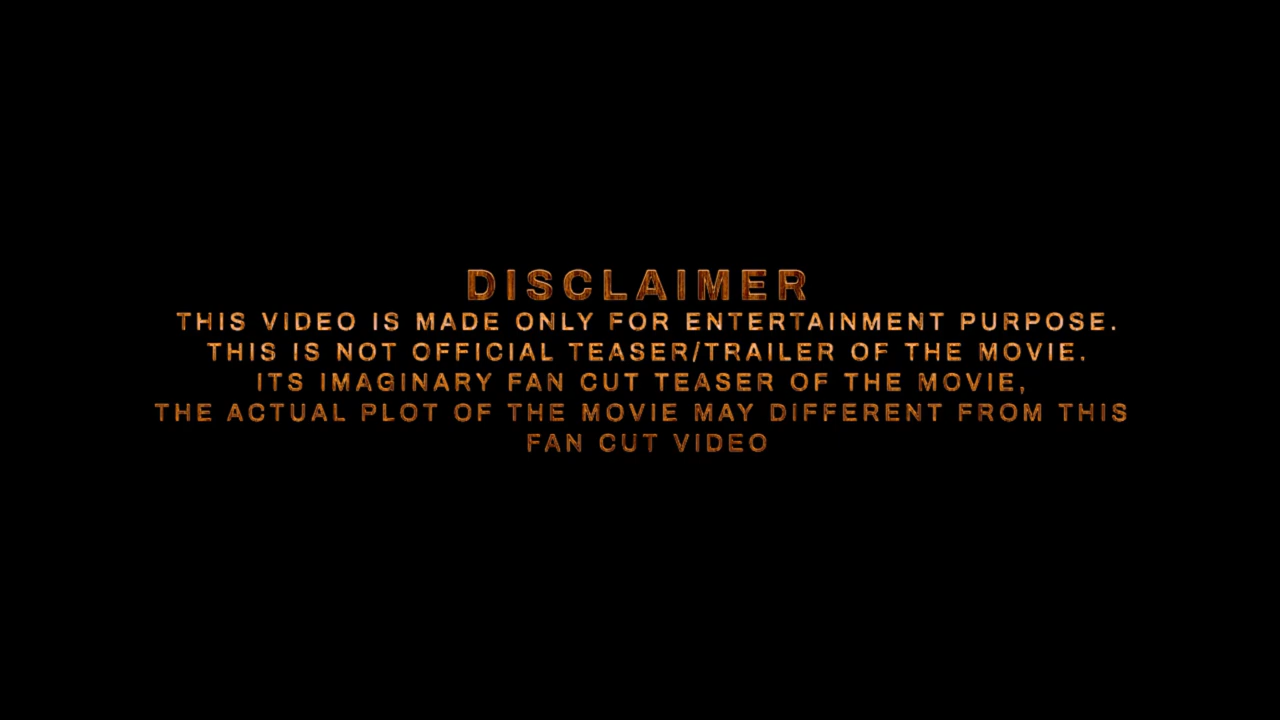 DISCLAIMER
THIS VIDEO IS MADE ONLY FOR ENTERTAINMENT PURPOSE.
THIS IS NOT OFFICIAL TEASER/TRAILER OF THE MOVIE.
ITS IMAGINARY FAN CUT TEASER OF THE MOVIE,
THE ACTUAL PLOT OF THE MOVIE MAY DIFFERENT FROM THIS
FAN CUT VIDEO